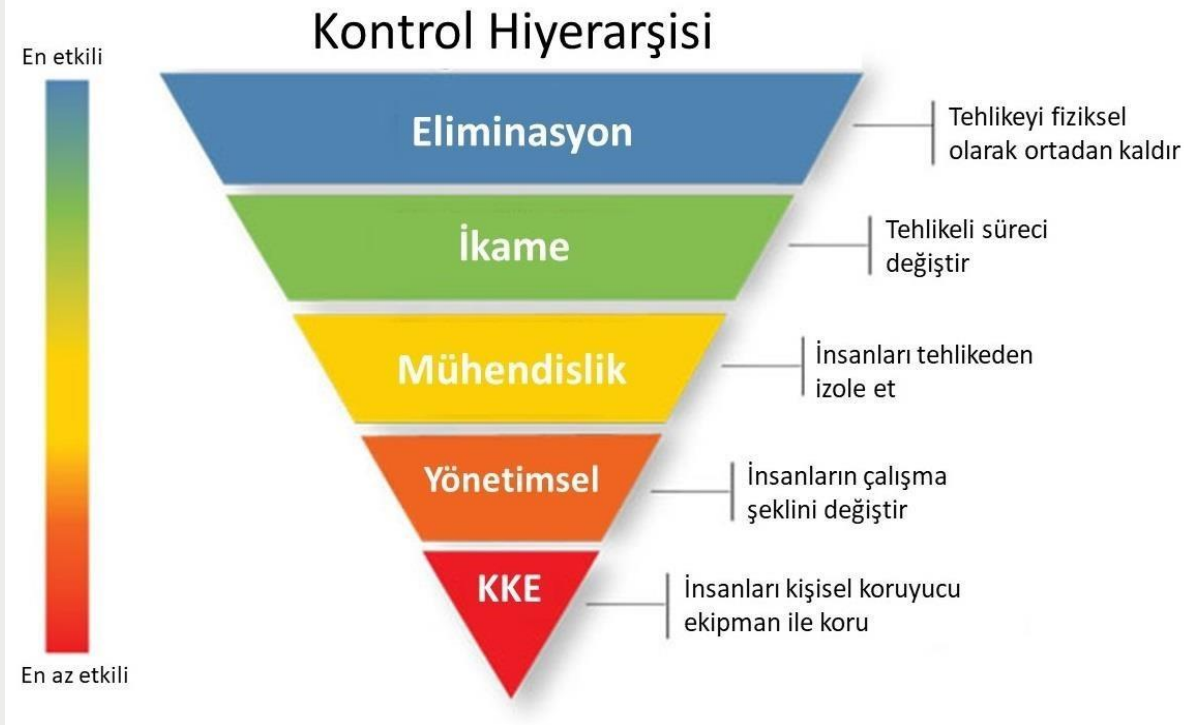 Kontrol Hiyerarşisi
En etkili
Eliminasyon
Tehlikeyi fiziksel
olarak ortadan kaldır
İkame
Tehlikeli süreci
değiştir
Mühendislik
İnsanları tehlikeden
izole et
Yönetimsel
İnsanların çalışma
şeklini değiştir
KKE
İnsanları kişisel koruyucu
ekipman ile koru
En az etkili